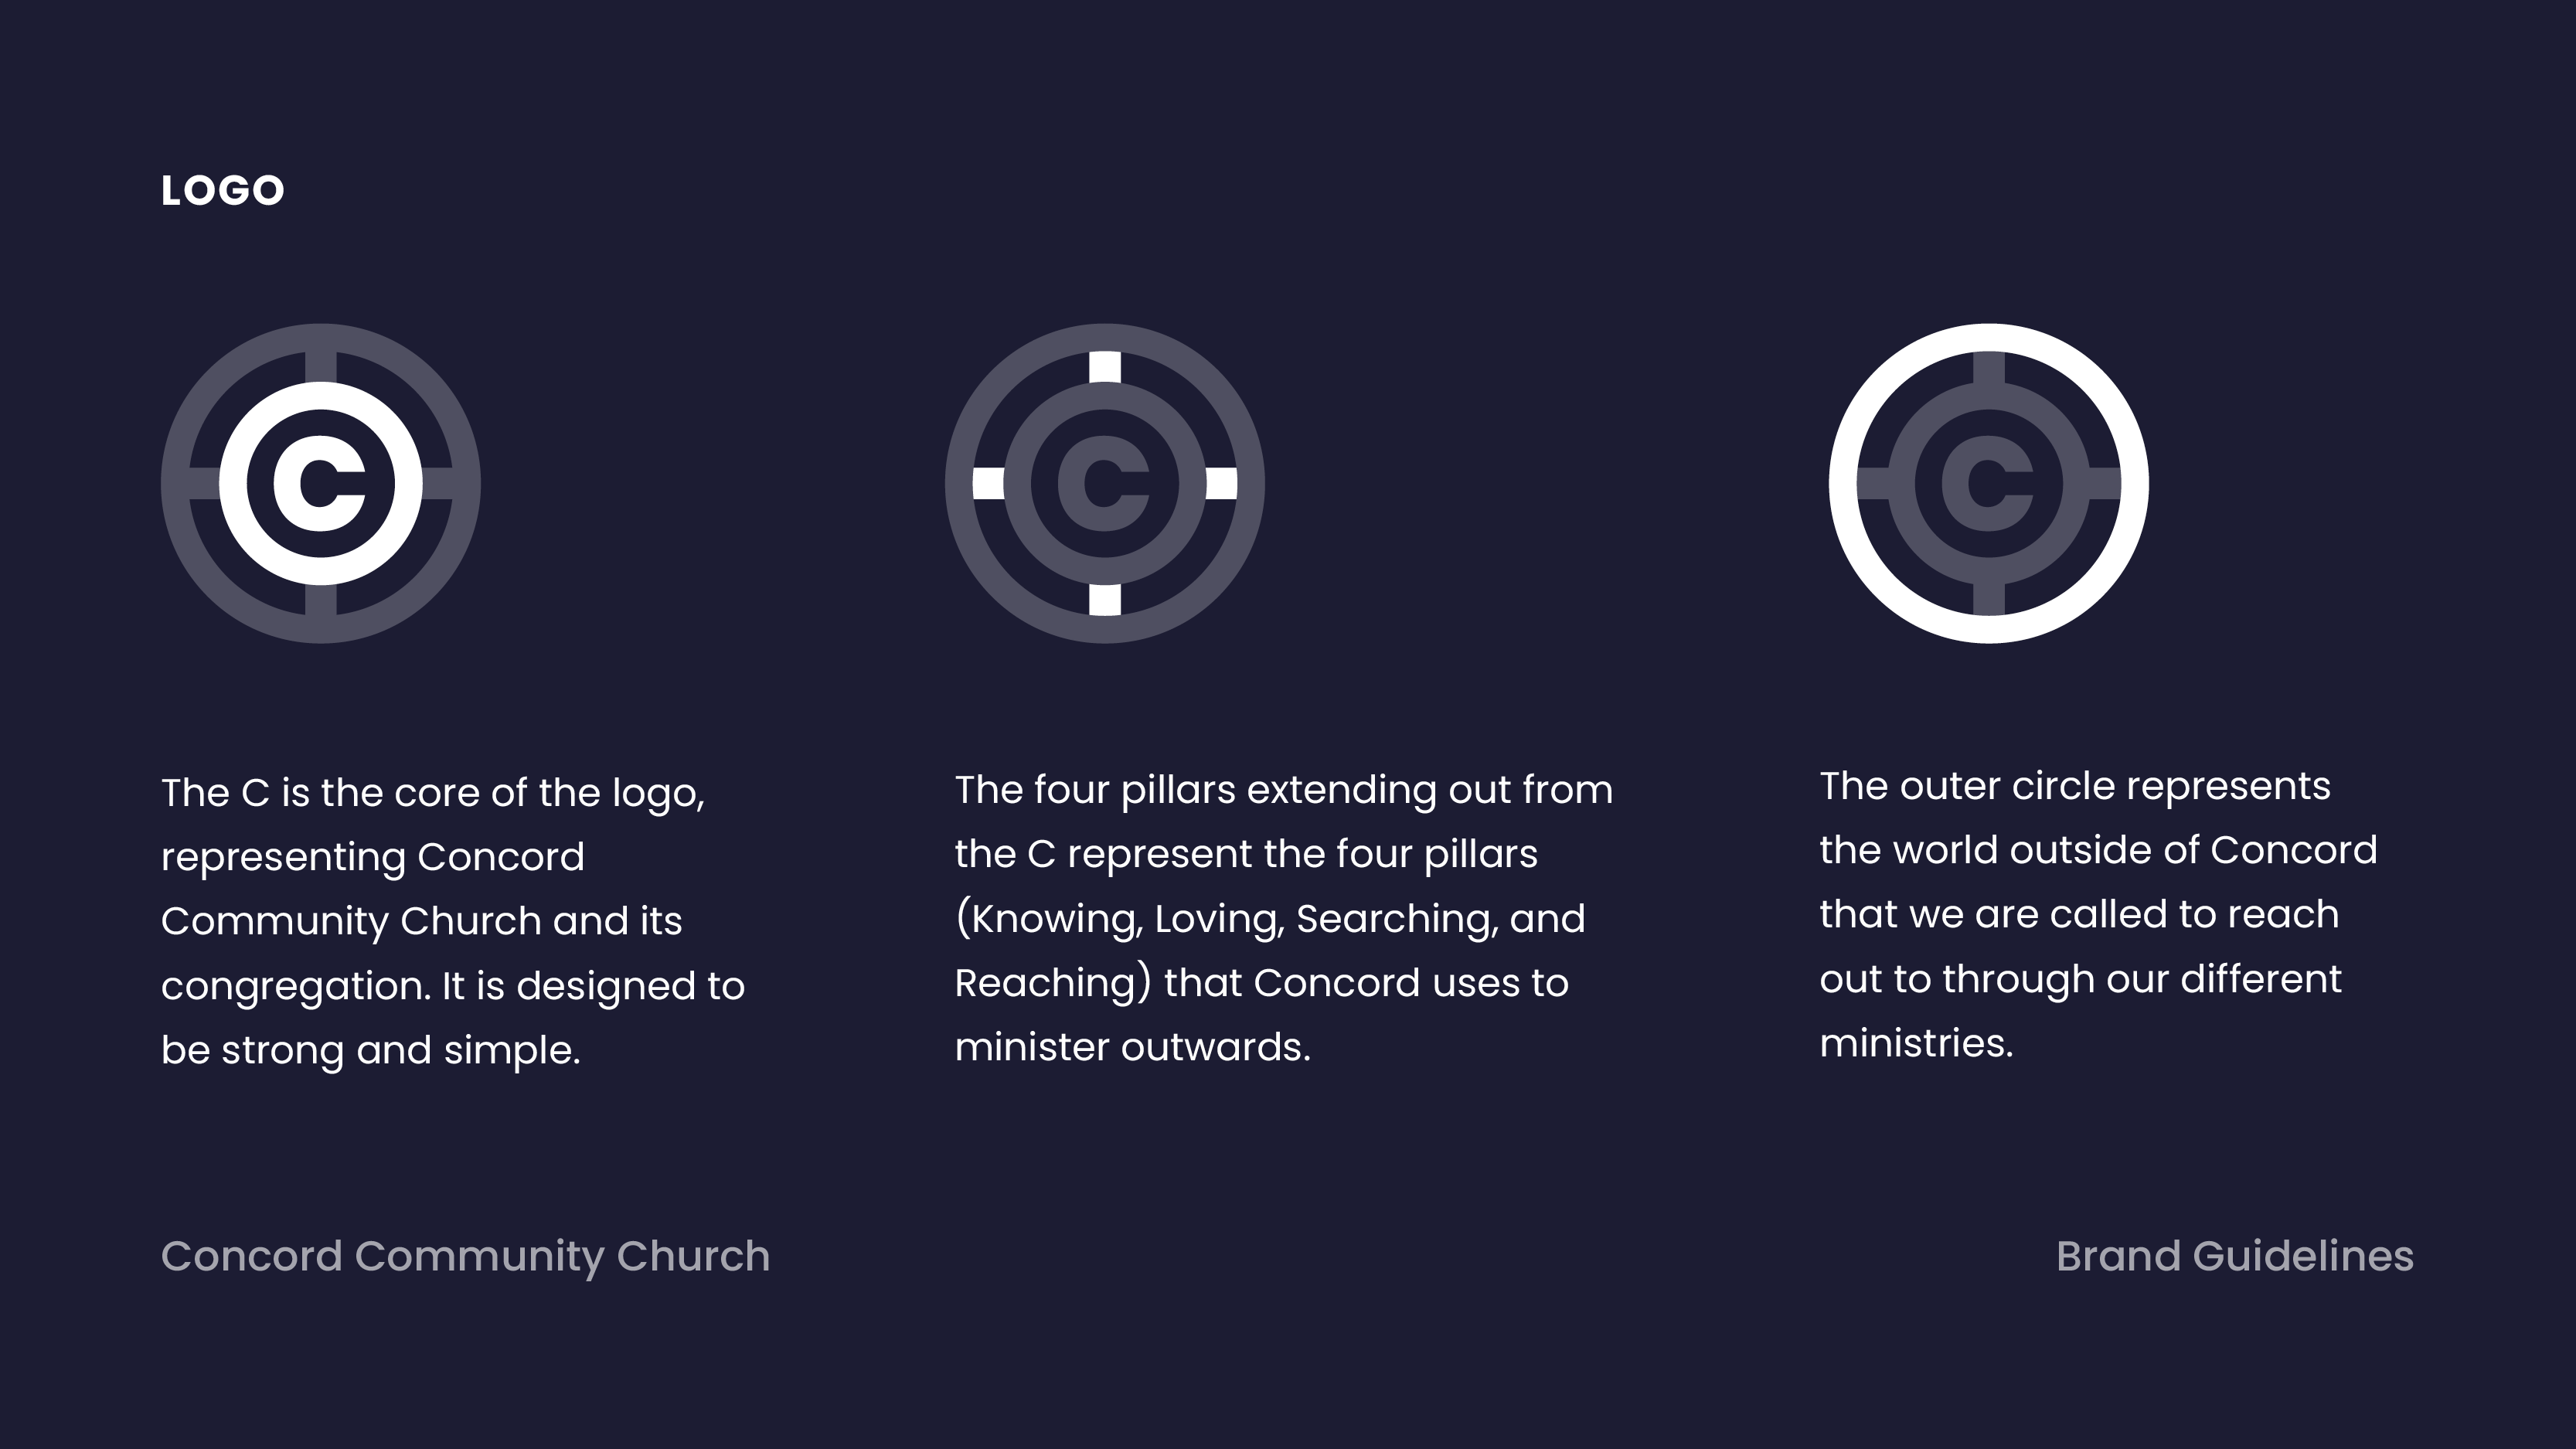 LOGO
C
C
C
The C is the core of the logo,
representing Concord
Community Church and its
congregation. It is designed to
be strong and simple.
The four pillars extending out from
the C represent the four pillars
(Knowing, Loving, Searching, and
Reaching) that Concord uses to
minister outwards.
The outer circle represents
the world outside of Concord
that we are called to reach
out to through our different
ministries.
Concord Community Church
Brand Guidelines